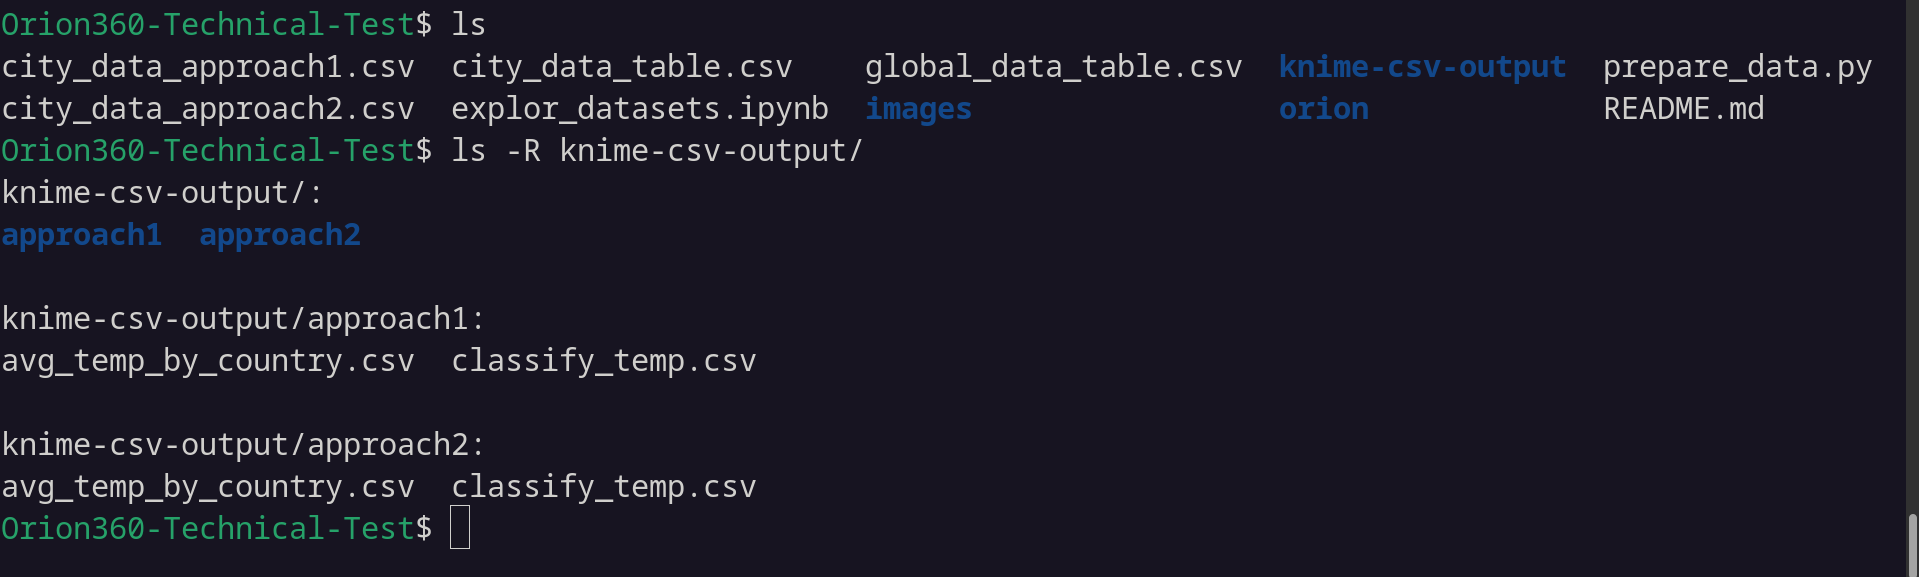 Orion360-Technical-Test$ ls
city_data_approach1.csv  city_data_table.csv    global_data_table.csv  knime-csv-output  prepare_data.py
city_data_approach2.csv  explor_datasets.ipynb  images                 orion             README.md
Orion360-Technical-Test$ ls -R knime-csv-output/
knime-csv-output/:
approach1  approach2
knime-csv-output/approach1:
avg_temp_by_country.csv  classify_temp.csv
knime-csv-output/approach2:
avg_temp_by_country.csv  classify_temp.csv
Orion360-Technical-Test$